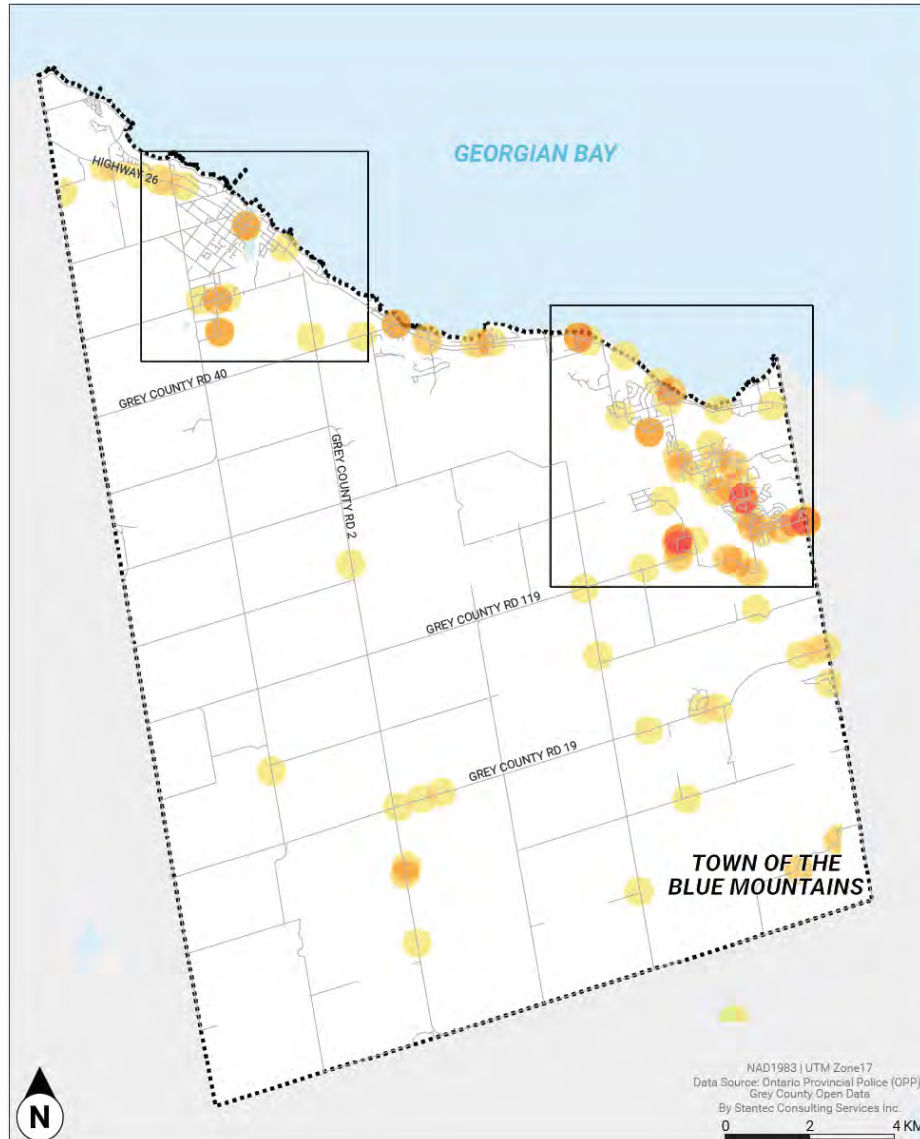 GEORGIAN BAY
HIGHWAY 26
GREY COUNTY RD 40
GREY COUNTY RD 2
GREY COUNTY RD 119
GREY COUNTY RD 19
TOWN OF THE
BLUE MOUNTAINS
N
NAD1983 | UTM Zone17
Data Source: Ontario Provincial Police (OPP)
Grey County Open Data
By Stantec Consulting Services Inc.
0 2 4 KM